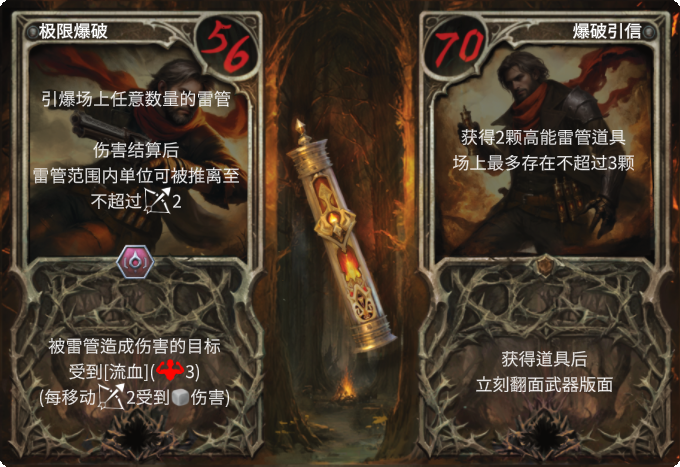 极限爆破
56
引爆场上任意数量的雷管
伤害结算后
雷管范围内单位可被推离至
不超过2
被雷管造成伤害的目标
受到[流血](3)
(每移动2受到伤害)
70
爆破引信
获得2颗高能雷管道具
场上最多存在不超过3颗
获得道具后
立刻翻面武器版面